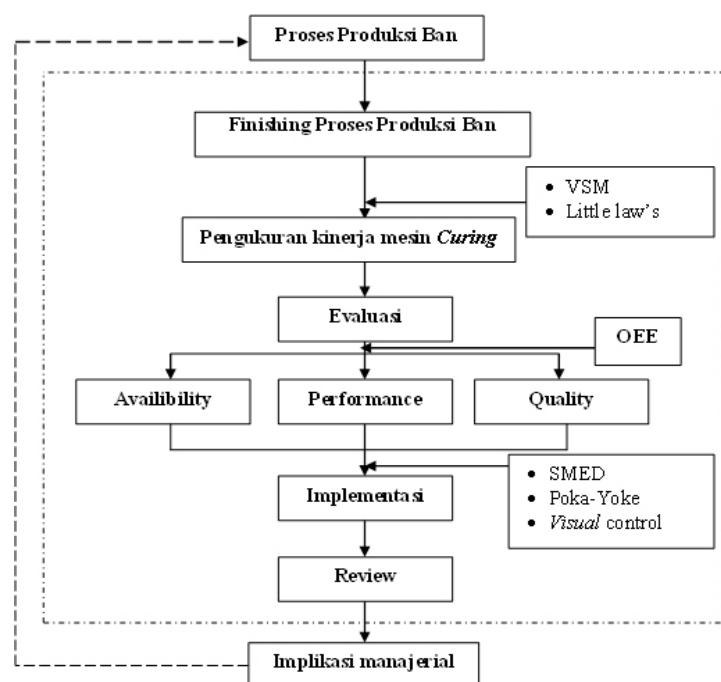 Proses Produksi Ban
Finishing Proses Produksi Ban
• VSM
• Little law's
Pengukuran kinerja mesin Curing
Evaluasi
OEE
Availibility
Performance
Quality
• SMED
• Poka-Yoke
• Visual control
Implementasi
Review
Implikasi manajerial